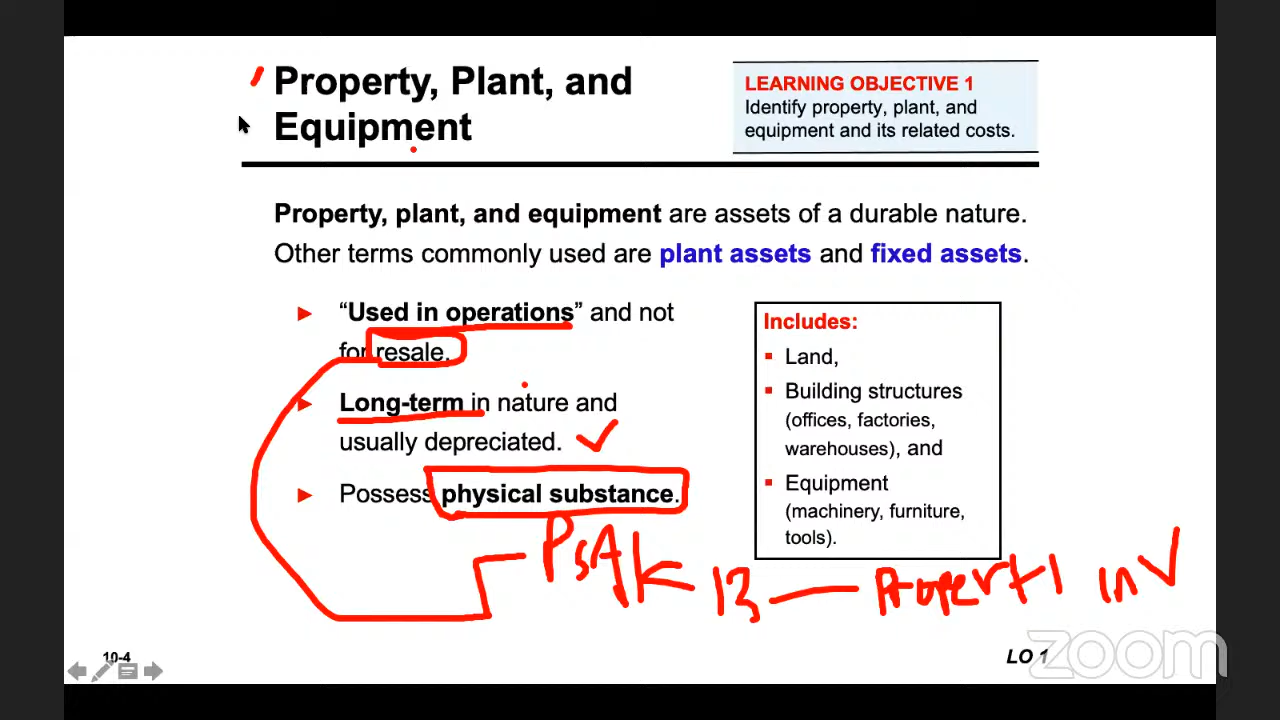 Property, Plant, and
Equipment
LEARNING OBJECTIVE 1
Identify property, plant, and
equipment and its related costs.
Property, plant, and equipment are assets of a durable nature.
Other terms commonly used are plant assets and fixed assets.
► “Used in operations” and not
for resale.
► Long-term in nature and
usually depreciated.
► Possess physical substance.
Includes:
▪ Land,
▪ Building structures
(offices, factories,
warehouses), and
▪ Equipment
(machinery, furniture,
tools).
PSAK 13 — Properti inv
10-4
LO 1
zoom